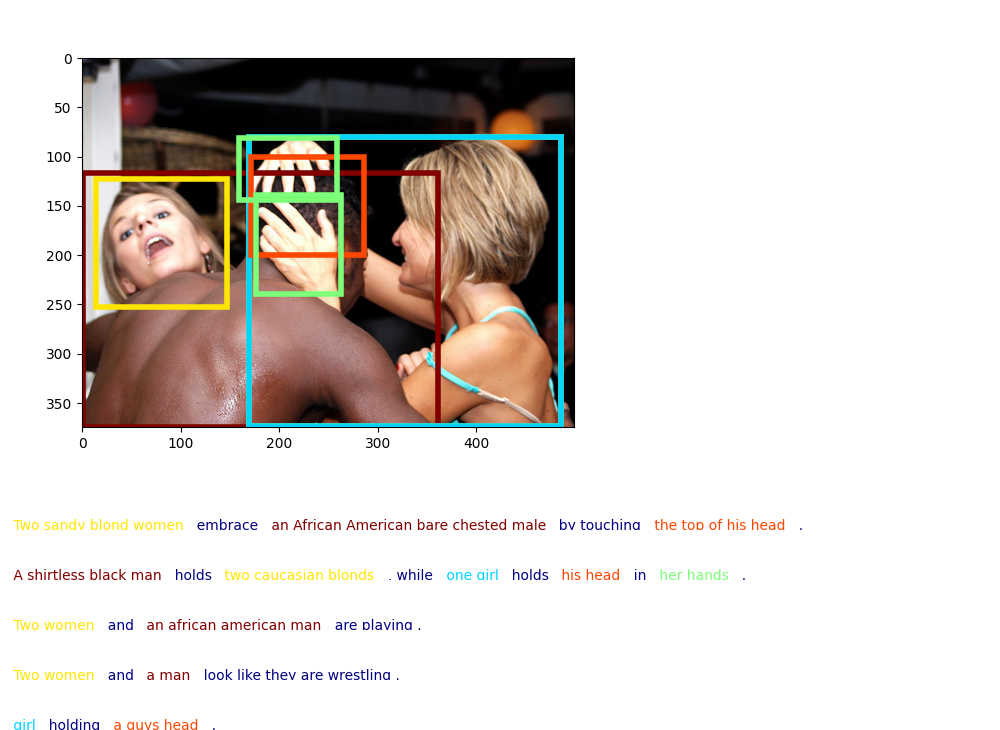 0
50
100
150
200
250
300
350
0 100 200 300 400
Two sandy blond women embrace an African American bare chested male by touching the top of his head .
A shirtless black man holds two caucasian blonds , while one girl holds his head in her hands .
Two women and an african american man are playing .
Two women and a man look like they are wrestling .
girl holding a guys head .